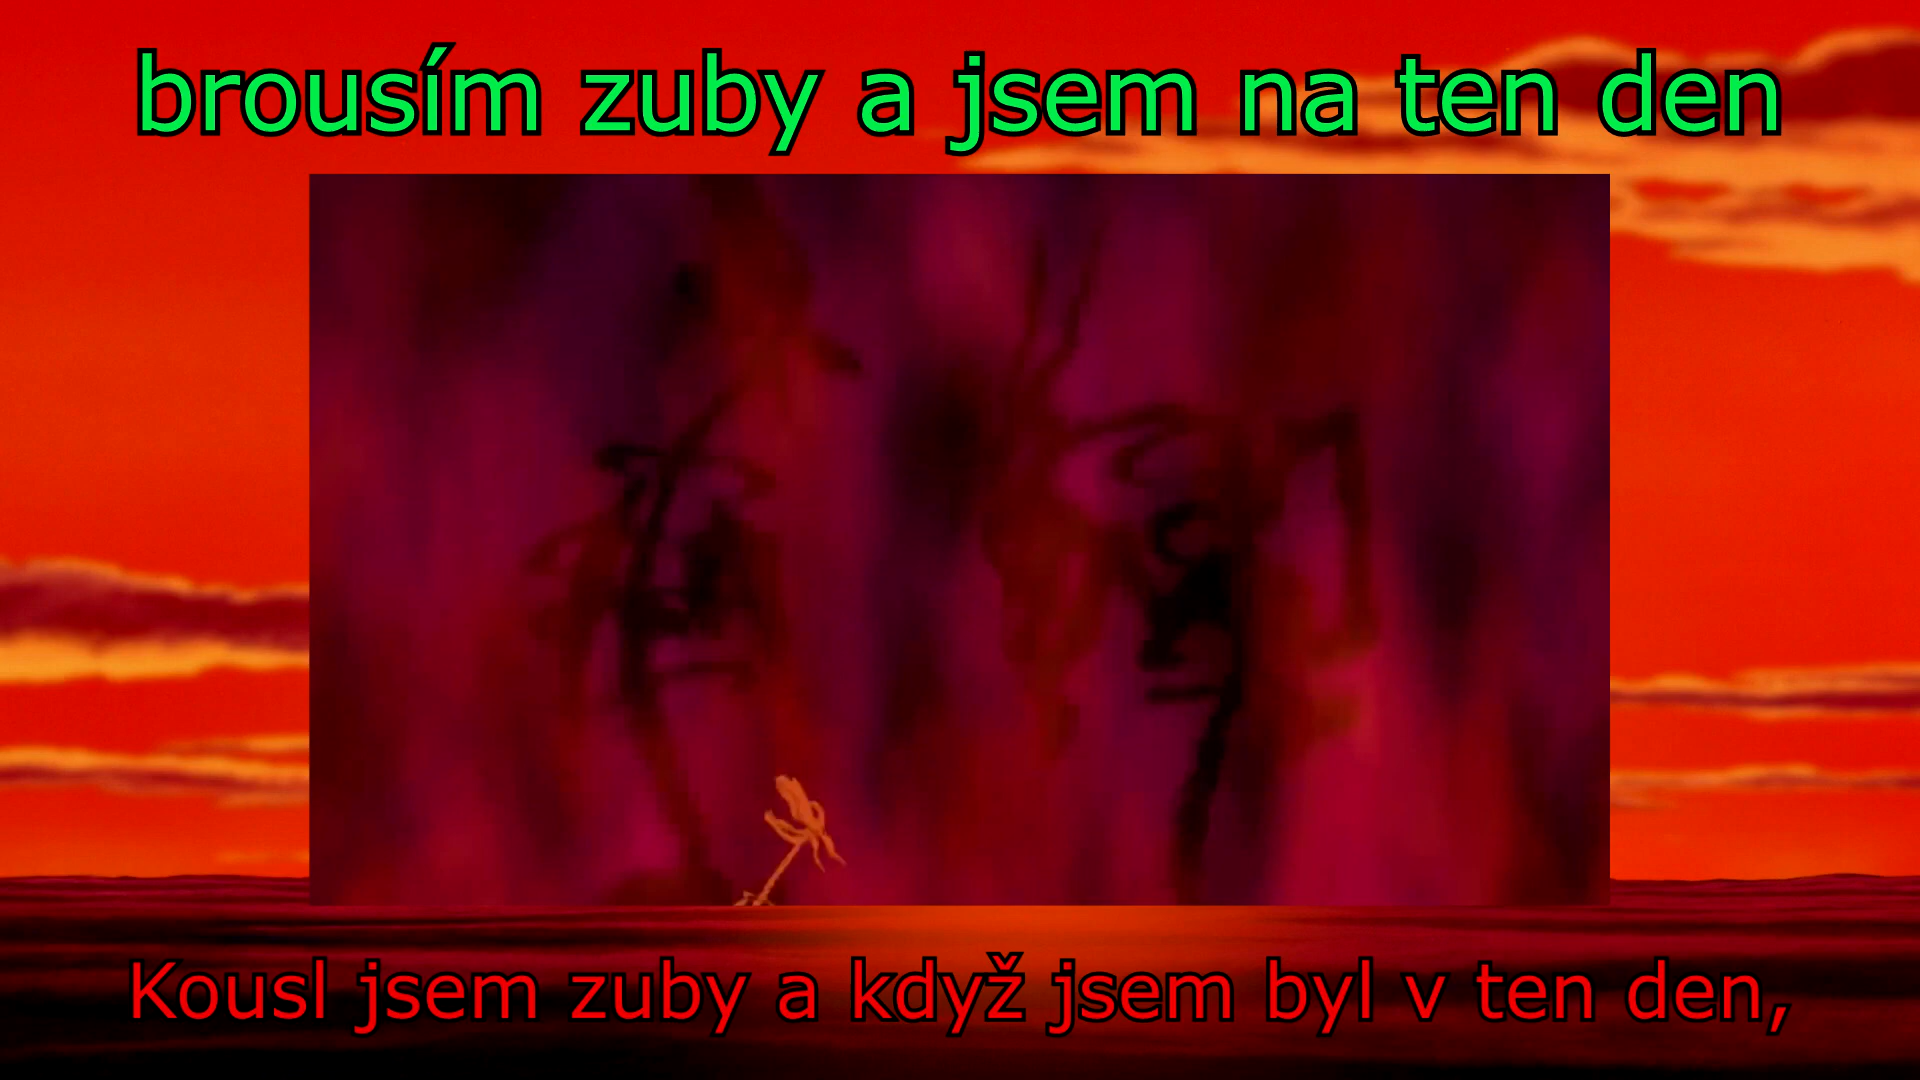 brousím zuby a jsem na ten den
Kousl jsem zuby a když jsem byl v ten den,